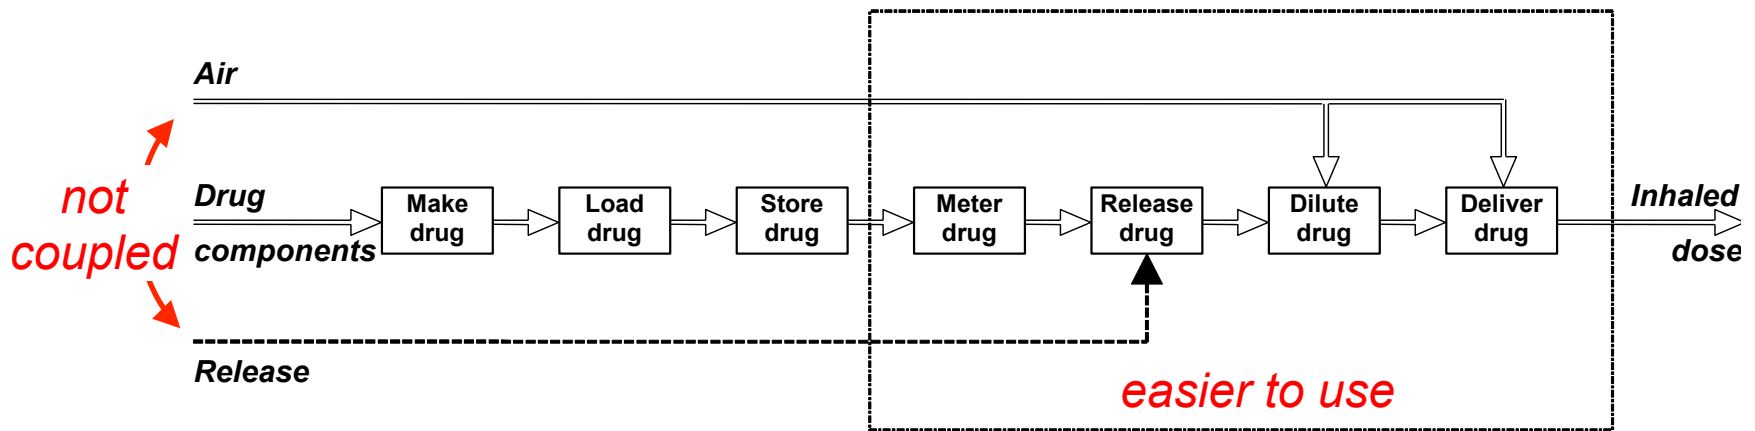 Air
not
coupled
Drug
components
Make
drug
Load
drug
Store
drug
Meter
drug
Release
drug
Dilute
drug
Deliver
drug
Inhaled
dose
Release
easier to use